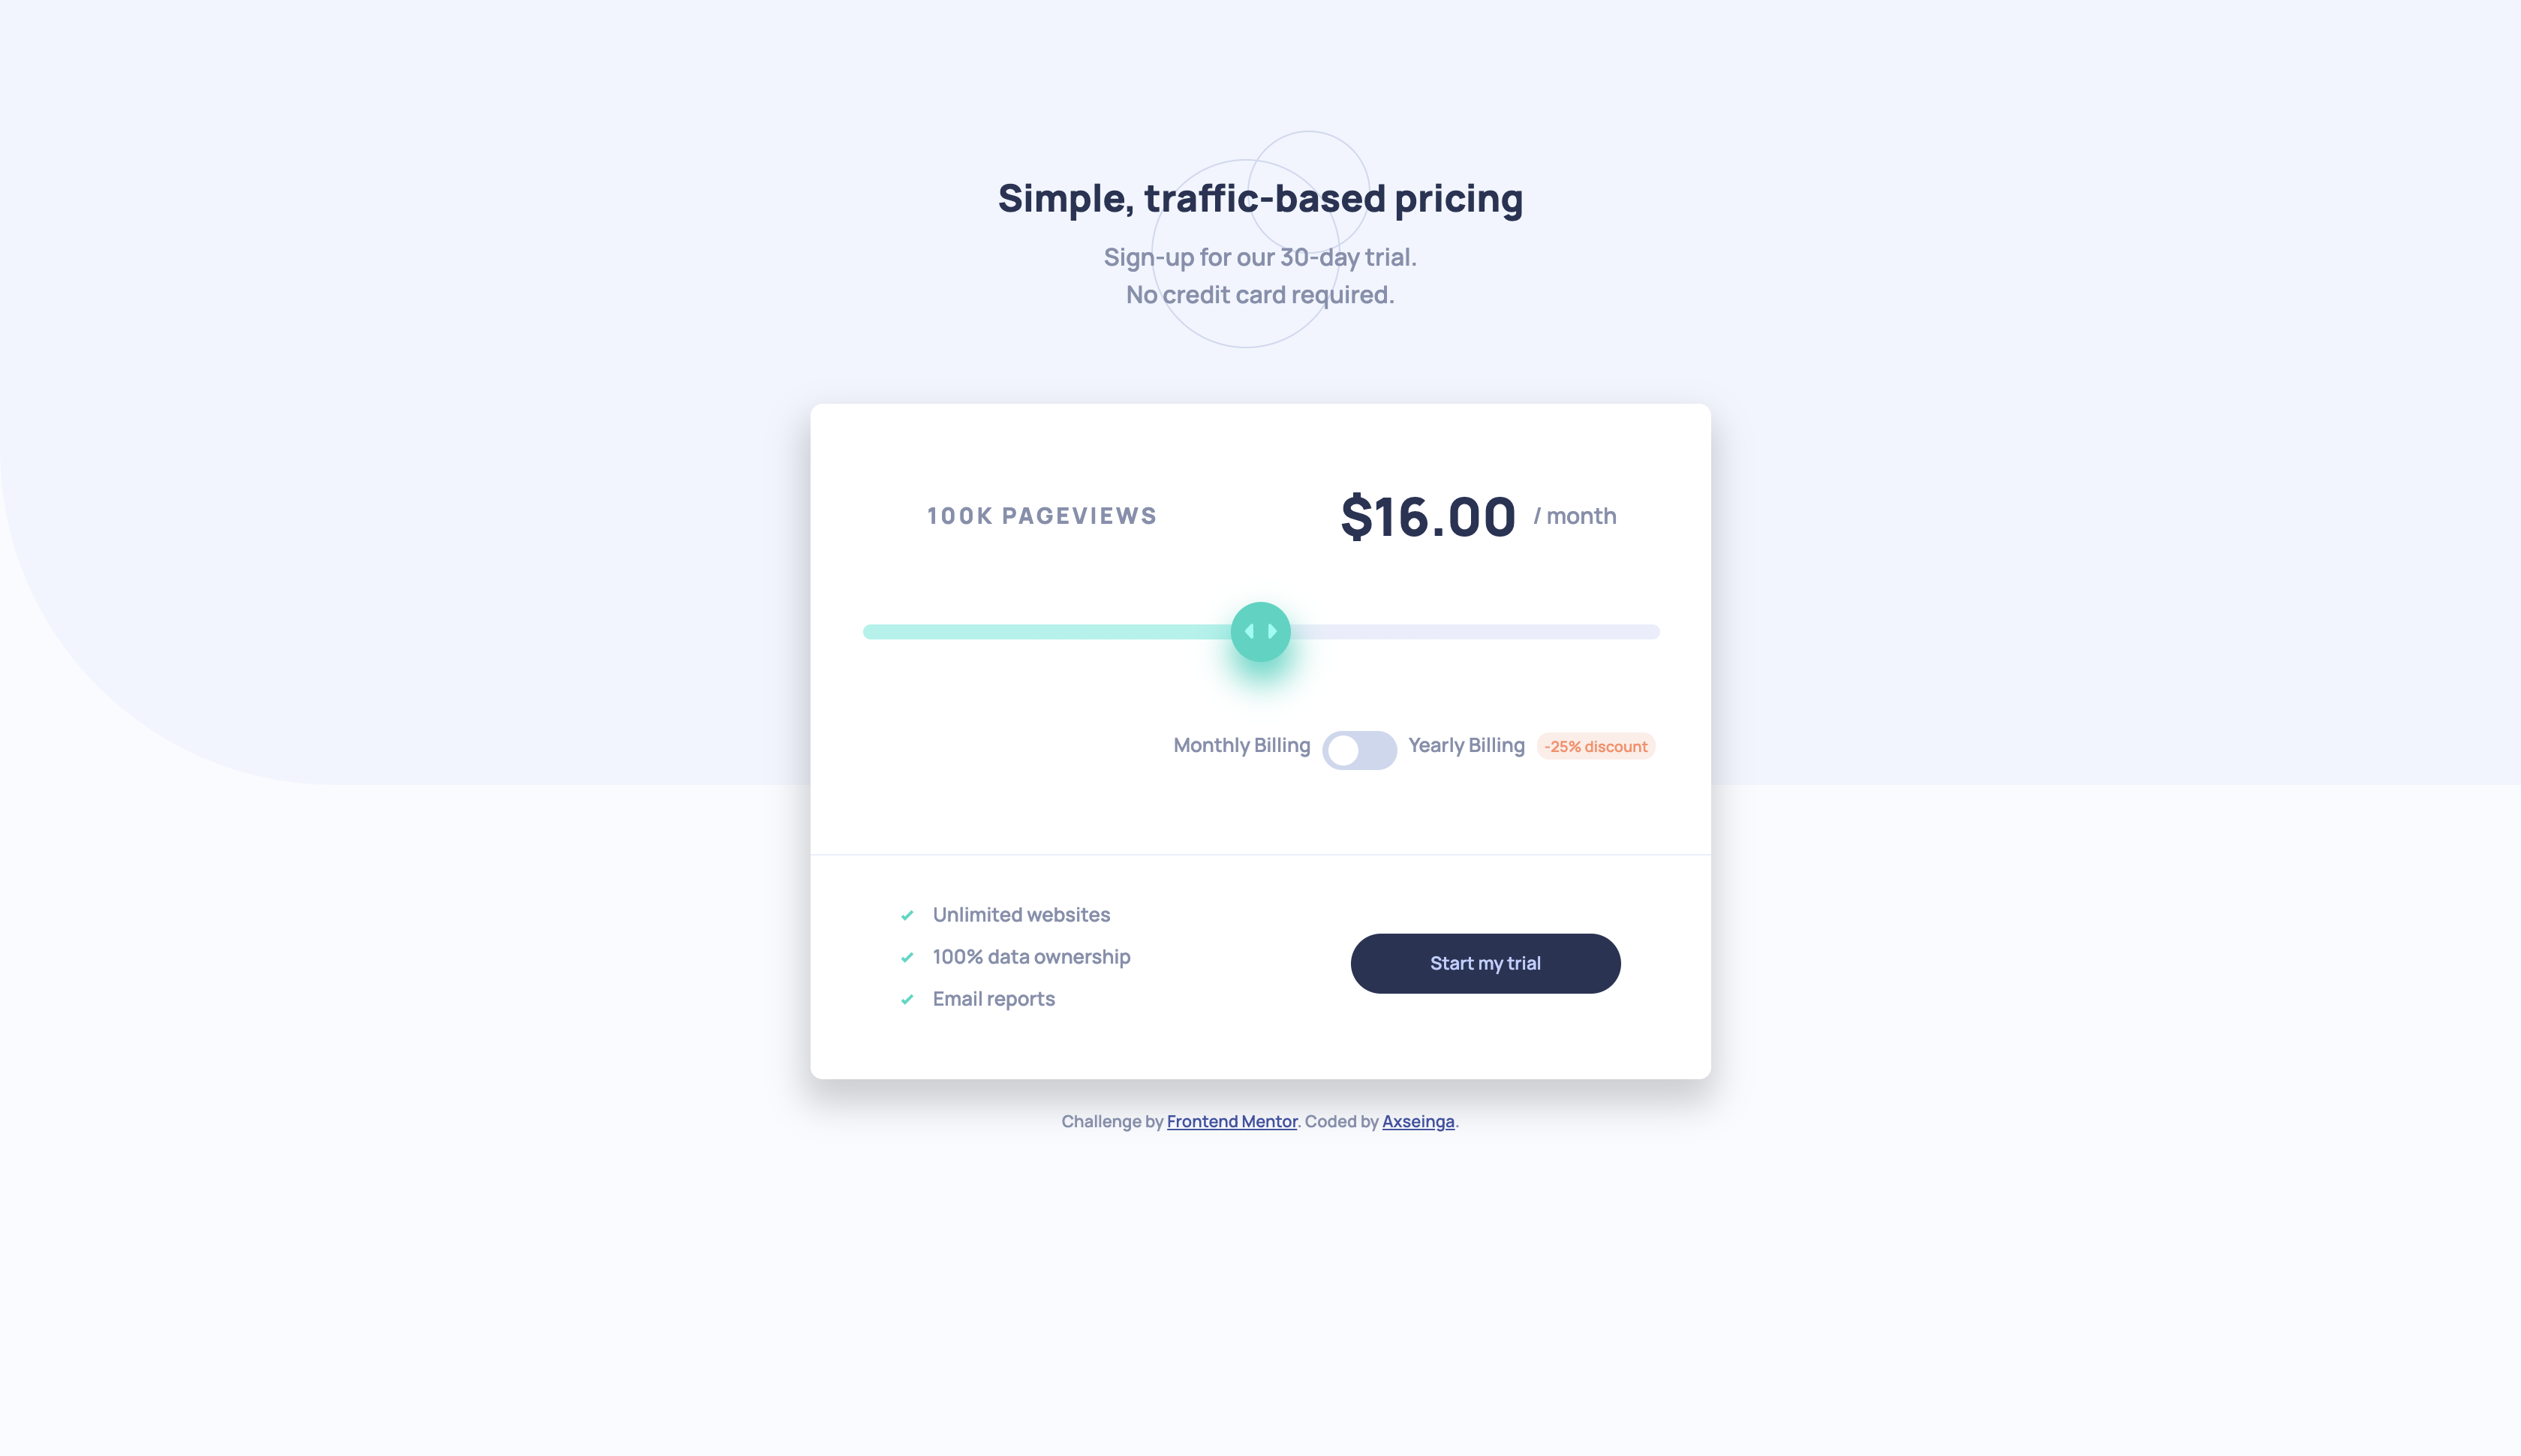 Simple, traffic-based pricing
Sign-up for our 30-day trial.
No credit card required.
100K PAGEVIEWS
$16.00 / month
Monthly Billing
Yearly Billing
-25% discount
Unlimited websites
100% data ownership
Email reports
Start my trial
Challenge by Frontend Mentor. Coded by Axseinga.